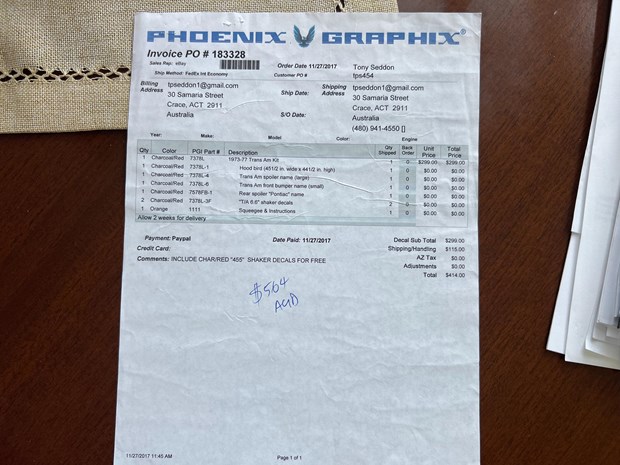 PHOENIX GRAPHIX
Invoice PO # 183328
Sales Rep: eBay
Order Date 11/27/2017
Tony Seddon
Ship Method: FedEx Int Economy
Customer PO #
tps454
Billing Address
tpseddon1@gmail.com
30 Samaria Street
Crace, ACT 2911
Australia
Ship Date:
S/O Date:
Shipping Address
tpseddon1@gmail.com
30 Samaria Street
Crace, ACT 2911
Australia
(480) 941-4550 []
Year: Make: Model: Color: Engine
Qty Color PGI Part # Description Qty Shipped Back Order Unit Price Total Price
1 Charcoal/Red 7378L 1973-77 Trans Am Kit 1 0 $299.00 $299.00
1 Charcoal/Red 7378L-1 Hood bird (451/2 in. wide x 441/2 in. high) 1 0 $0.00 $0.00
1 Charcoal/Red 7378L-4 Trans Am spoiler name (large) 1 0 $0.00 $0.00
1 Charcoal/Red 7378L-6 Trans Am front bumper name (small) 1 0 $0.00 $0.00
1 Charcoal/Red 7578FB-1 Rear spoiler "Pontiac" name 1 0 $0.00 $0.00
2 Charcoal/Red 7378L-3F "T/A 6.6" shaker decals 2 0 $0.00 $0.00
1 Orange 1111 Squeegee & Instructions 1 0 $0.00 $0.00
Allow 2 weeks for delivery
Payment: Paypal
Date Paid: 11/27/2017
Decal Sub Total $299.00
Credit Card:
Shipping/Handling $115.00
Comments: INCLUDE CHAR/RED "455" SHAKER DECALS FOR FREE
AZ Tax $0.00
Adjustments $0.00
Total $414.00
$564
AUD
11/27/2017 11:45 AM
Page 1 of 1